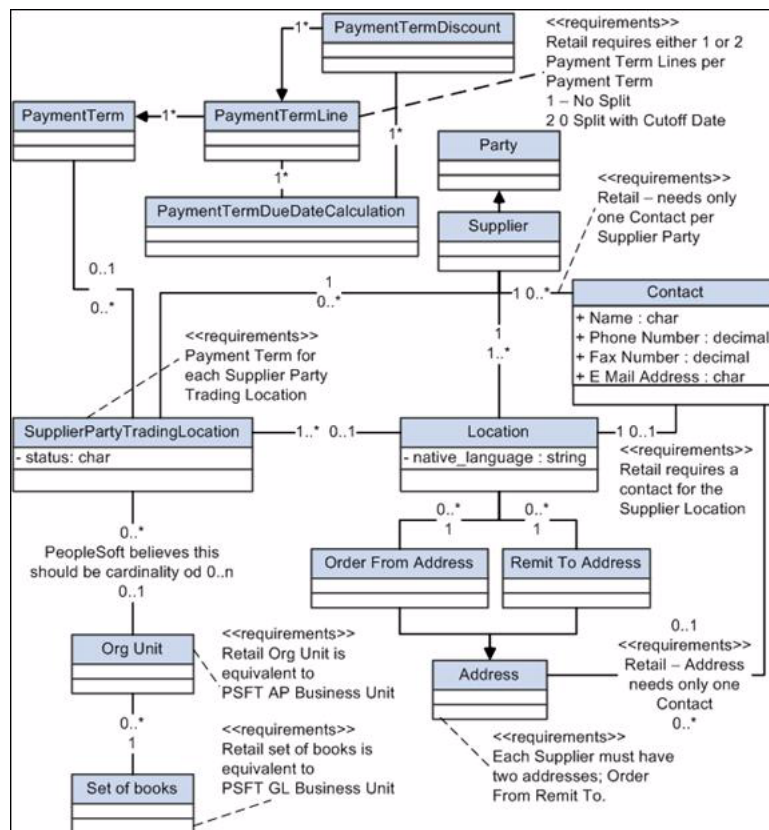 PaymentTermDiscount
<<requirements>>
Retail requires either 1 or 2
Payment Term Lines per
Payment Term
1 – No Split
2 0 Split with Cutoff Date
1*
PaymentTerm
1*
PaymentTermLine
1*
1*
PaymentTermDueDateCalculation
Party
Supplier
<<requirements>>
Retail – needs only
one Contact per
Supplier Party
0..1
0..*
1
0..*
1 0..*
Contact
+ Name : char
+ Phone Number : decimal
+ Fax Number : decimal
+ E Mail Address : char
<<requirements>>
Payment Term for
each Supplier Party
Trading Location
1
1..*
SupplierPartyTradingLocation
- status: char
1..* 0..1
Location
- native_language : string
1 0..1
<<requirements>>
Retail requires a
contact for the
Supplier Location
0..*
PeopleSoft believes this
should be cardinality od 0..n
0..1
0..*
1
0..*
1
Order From Address
Remit To Address
Org Unit
<<requirements>>
Retail Org Unit is
equivalent to
PSFT AP Business Unit
Address
0..1
<<requirements>>
Retail – Address
needs only one
Contact
0..*
0..*
1
<<requirements>>
Retail set of books is
equivalent to
PSFT GL Business Unit
<<requirements>>
Each Supplier must have
two addresses; Order
From Remit To.
Set of books